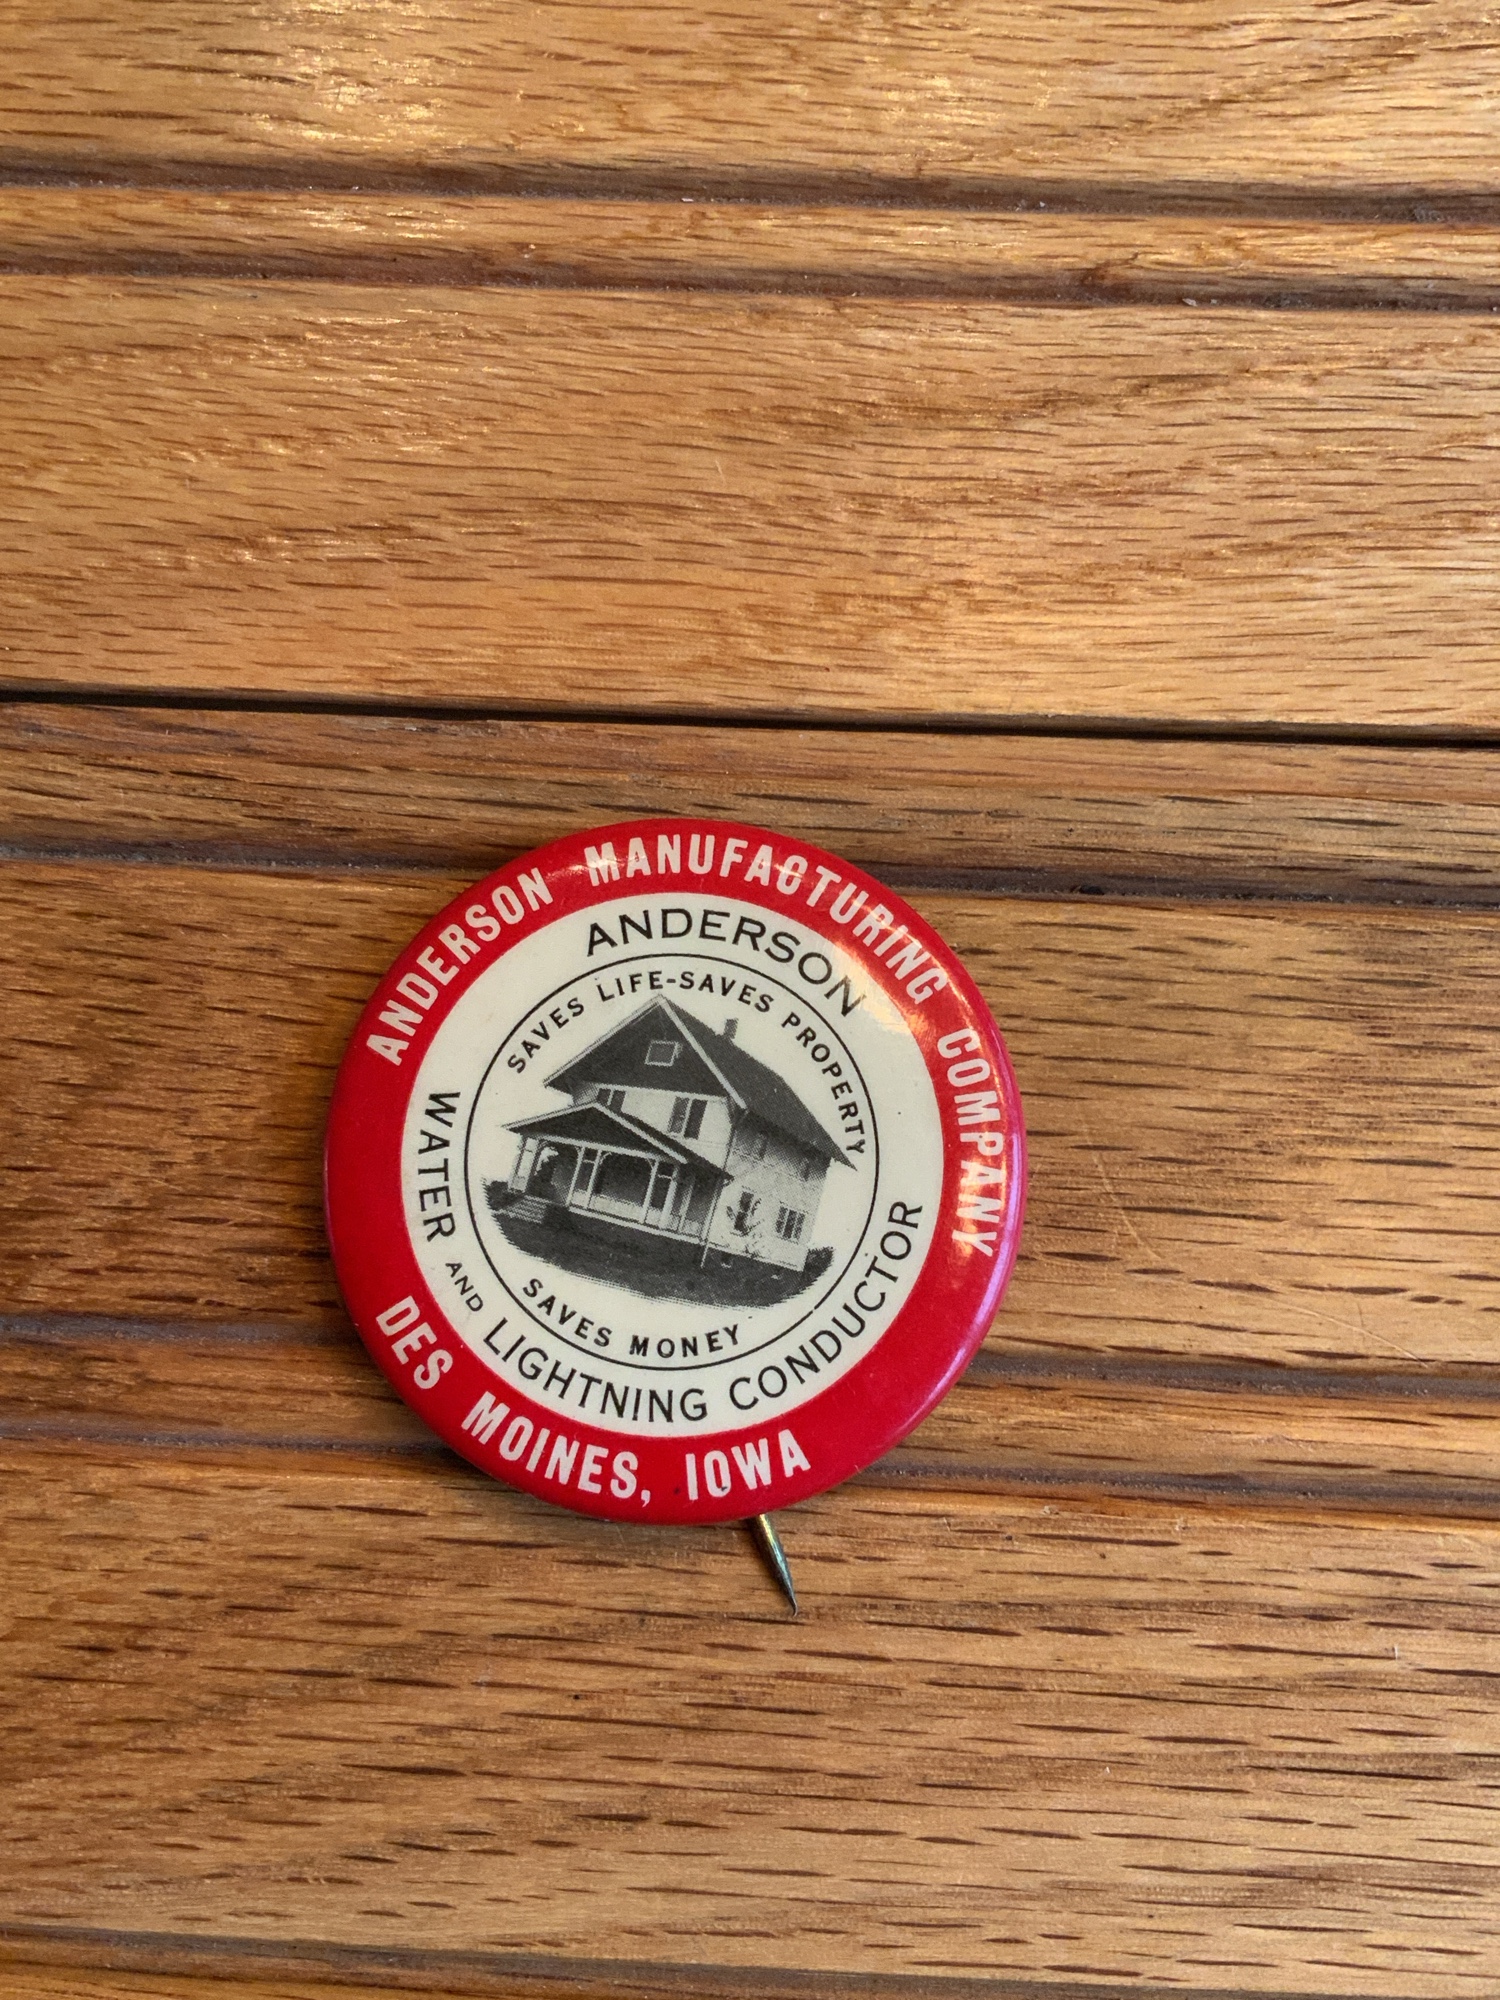 ANDERSON MANUFACTURING COMPANY
DES MOINES, IOWA
ANDERSON
WATER AND LIGHTNING CONDUCTOR
SAVES LIFE-SAVES PROPERTY
SAVES MONEY